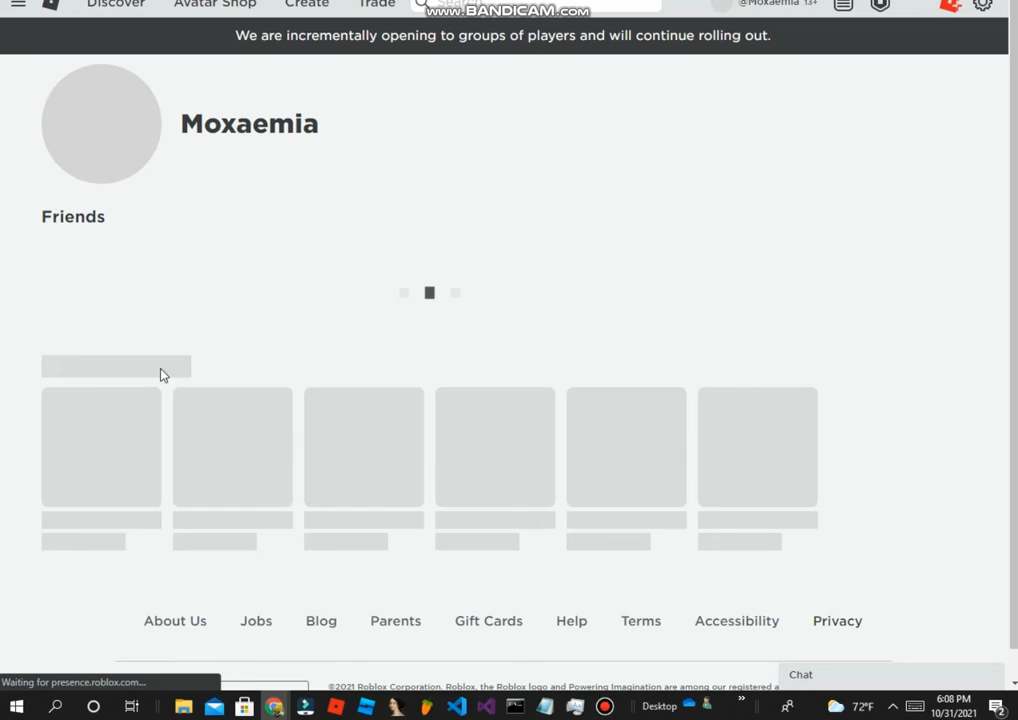 Discover Avatar Shop Create Trade Search @Moxaemia 13+
www.BANDICAM.com
We are incrementally opening to groups of players and will continue rolling out.
Moxaemia
Friends
About Us Jobs Blog Parents Gift Cards Help Terms Accessibility Privacy
Chat
Waiting for presence.roblox.com...
©2021 Roblox Corporation. Roblox, the Roblox logo and Powering Imagination are among our registered a
Desktop
72°F
6:08 PM
10/31/2021
2